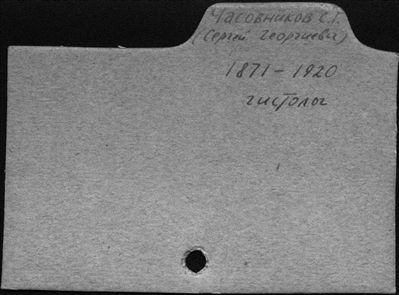 Часовников С.Г.
(Сергей Георгиевич)
1871-1920
гистолог